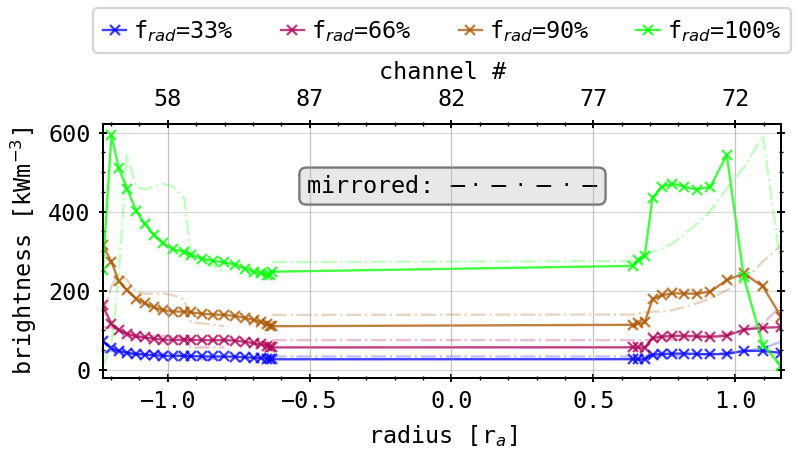 f_rad=33% f_rad=66% f_rad=90% f_rad=100%
channel #
58 87 82 77 72
600
400
200
0
brightness [kWm⁻³]
mirrored: — · — · — · —
−1.0 −0.5 0.0 0.5 1.0
radius [r_a]